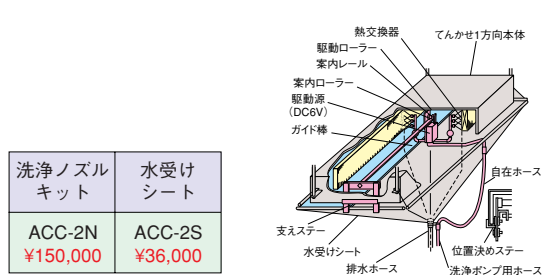 洗浄ノズル
キット
水受け
シート
ACC-2N
¥150,000
ACC-2S
¥36,000
熱交換器
てんかせ1方向本体
駆動ローラー
案内レール
案内ローラー
駆動源
（DC6V）
ガイド棒
自在ホース
支えステー
水受けシート
位置決めステー
排水ホース
洗浄ポンプ用ホース